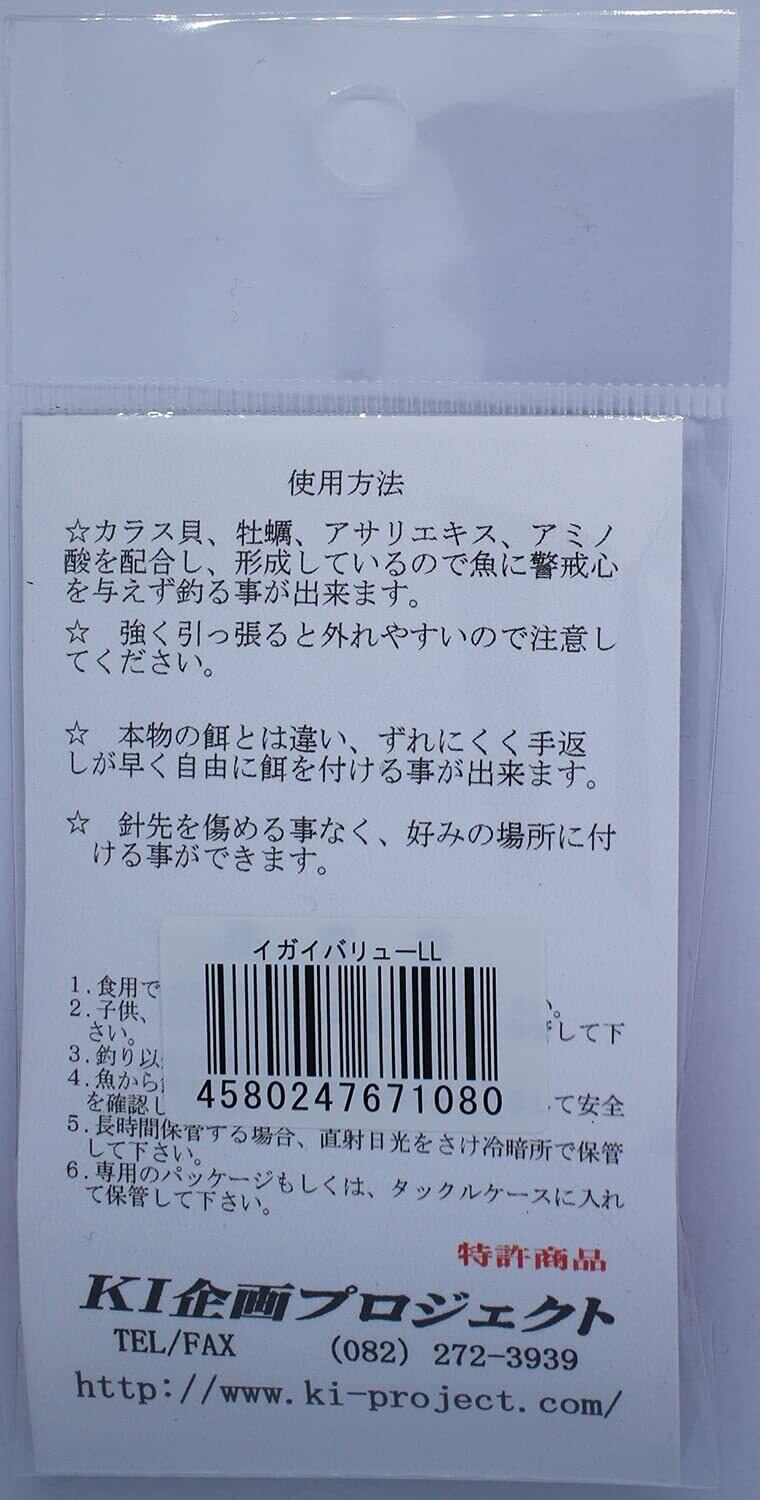 使用方法
☆カラス貝、牡蠣、アサリエキス、アミノ
酸を配合し、形成しているので魚に警戒心
を与えず釣る事が出来ます。
☆　強く引っ張ると外れやすいので注意し
てください。
☆　本物の餌とは違い、ずれにくく手返
しが早く自由に餌を付ける事が出来ます。
☆　針先を傷める事なく、好みの場所に付
ける事ができます。
イガイバリューLL
4580247671080
1.食用で
2.子供、
さい。 して下
3.釣り以
4.魚から
を確認し て安全
5.長時間保管する場合、直射日光をさけ冷暗所で保管
して下さい。
6.専用のパッケージもしくは、タックルケースに入れ
て保管して下さい。
特許商品
KI企画プロジェクト
TEL/FAX (082) 272-3939
http://www.ki-project.com/